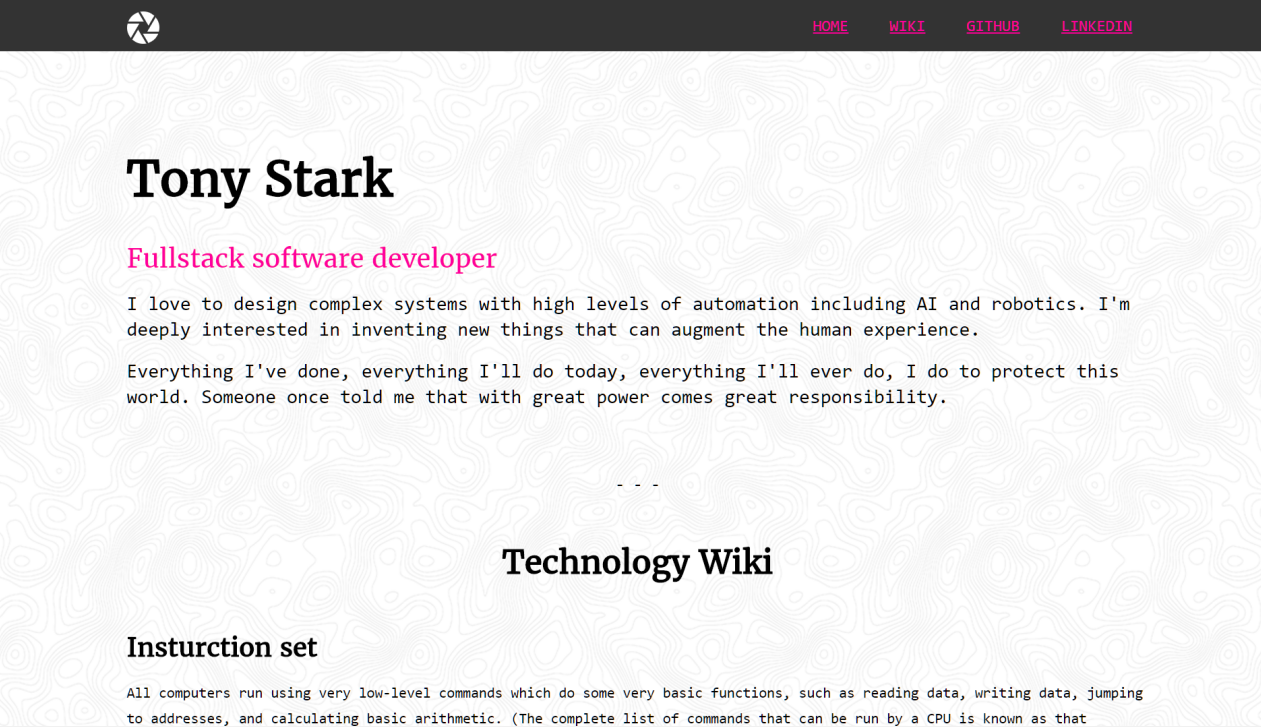 HOME WIKI GITHUB LINKEDIN
Tony Stark
Fullstack software developer
I love to design complex systems with high levels of automation including AI and robotics. I'm
deeply interested in inventing new things that can augment the human experience.
Everything I've done, everything I'll do today, everything I'll ever do, I do to protect this
world. Someone once told me that with great power comes great responsibility.
- - -
Technology Wiki
Insturction set
All computers run using very low-level commands which do some very basic functions, such as reading data, writing data, jumping
to addresses, and calculating basic arithmetic. (The complete list of commands that can be run by a CPU is known as that